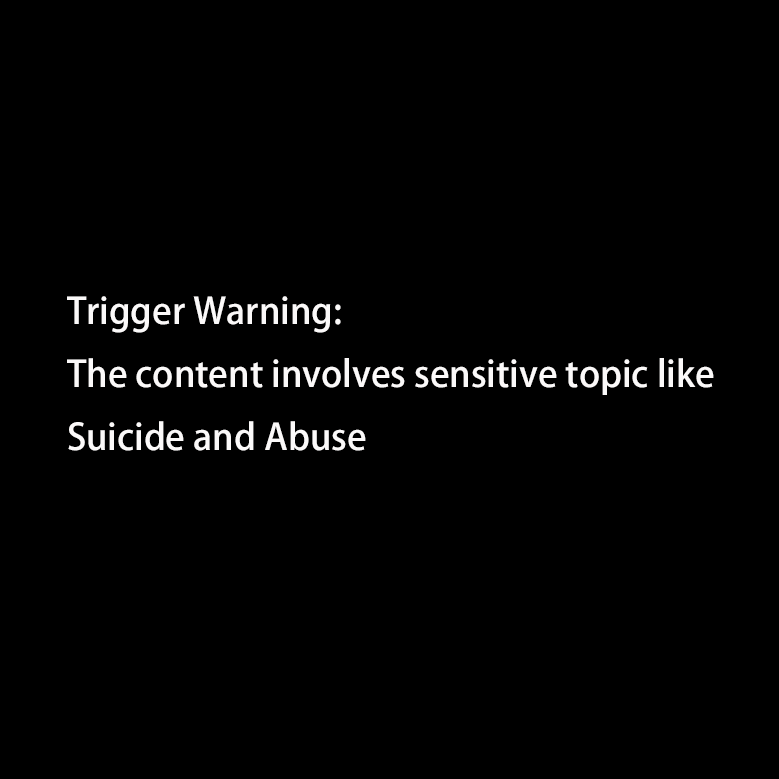 Trigger Warning:
The content involves sensitive topic like
Suicide and Abuse